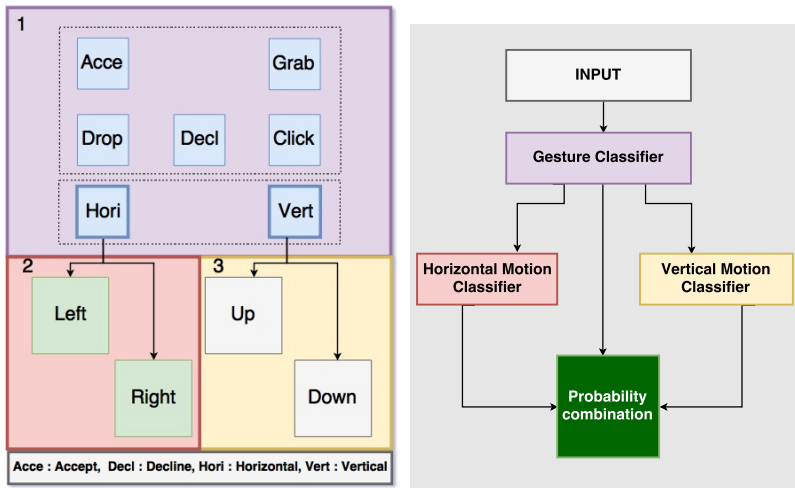 1
Acce
Grab
Drop
Decl
Click
Hori
Vert
2
3
Left
Up
Right
Down
Acce : Accept, Decl : Decline, Hori : Horizontal, Vert : Vertical
INPUT
Gesture Classifier
Horizontal Motion
Classifier
Vertical Motion
Classifier
Probability
combination